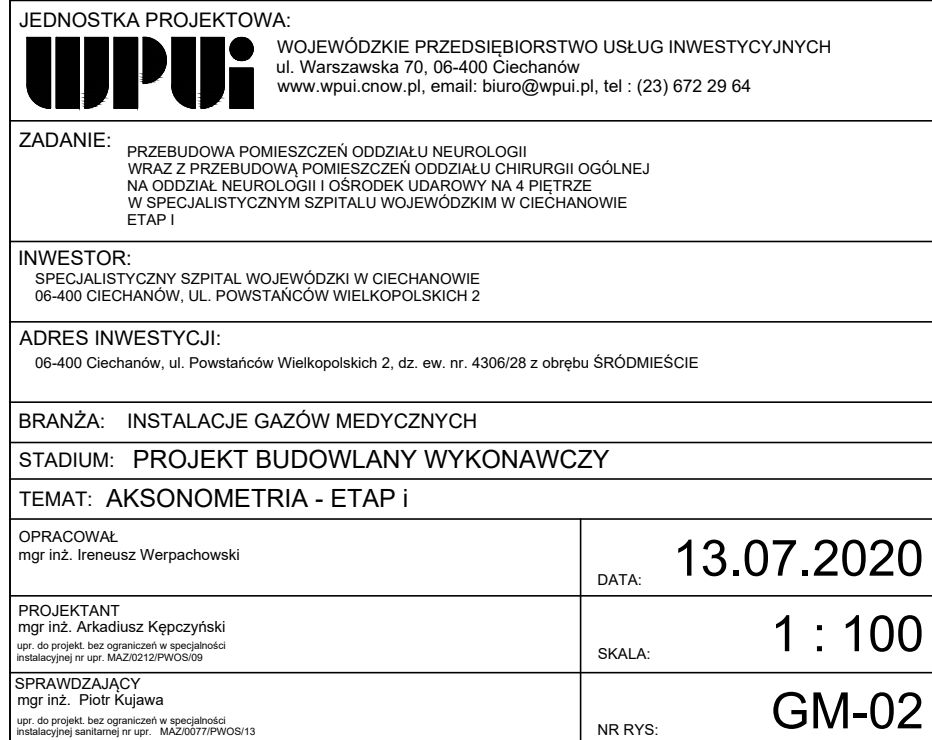 JEDNOSTKA PROJEKTOWA:
WPUi
WOJEWÓDZKIE PRZEDSIĘBIORSTWO USŁUG INWESTYCYJNYCH
ul. Warszawska 70, 06-400 Ciechanów
www.wpui.cnow.pl, email: biuro@wpui.pl, tel : (23) 672 29 64
ZADANIE:
PRZEBUDOWA POMIESZCZEŃ ODDZIAŁU NEUROLOGII
WRAZ Z PRZEBUDOWĄ POMIESZCZEŃ ODDZIAŁU CHIRURGII OGÓLNEJ
NA ODDZIAŁ NEUROLOGII I OŚRODEK UDAROWY NA 4 PIĘTRZE
W SPECJALISTYCZNYM SZPITALU WOJEWÓDZKIM W CIECHANOWIE
ETAP I
INWESTOR:
SPECJALISTYCZNY SZPITAL WOJEWÓDZKI W CIECHANOWIE
06-400 CIECHANÓW, UL. POWSTAŃCÓW WIELKOPOLSKICH 2
ADRES INWESTYCJI:
06-400 Ciechanów, ul. Powstańców Wielkopolskich 2, dz. ew. nr. 4306/28 z obrębu ŚRÓDMIEŚCIE
BRANŻA: INSTALACJE GAZÓW MEDYCZNYCH
STADIUM: PROJEKT BUDOWLANY WYKONAWCZY
TEMAT: AKSONOMETRIA - ETAP i
OPRACOWAŁ
mgr inż. Ireneusz Werpachowski
DATA: 13.07.2020
PROJEKTANT
mgr inż. Arkadiusz Kępczyński
upr. do projekt. bez ograniczeń w specjalności
instalacyjnej nr upr. MAZ/0212/PWOS/09
SKALA: 1 : 100
SPRAWDZAJĄCY
mgr inż. Piotr Kujawa
upr. do projekt. bez ograniczeń w specjalności
instalacyjnej sanitarnej nr upr. MAZ/0077/PWOS/13
NR RYS: GM-02